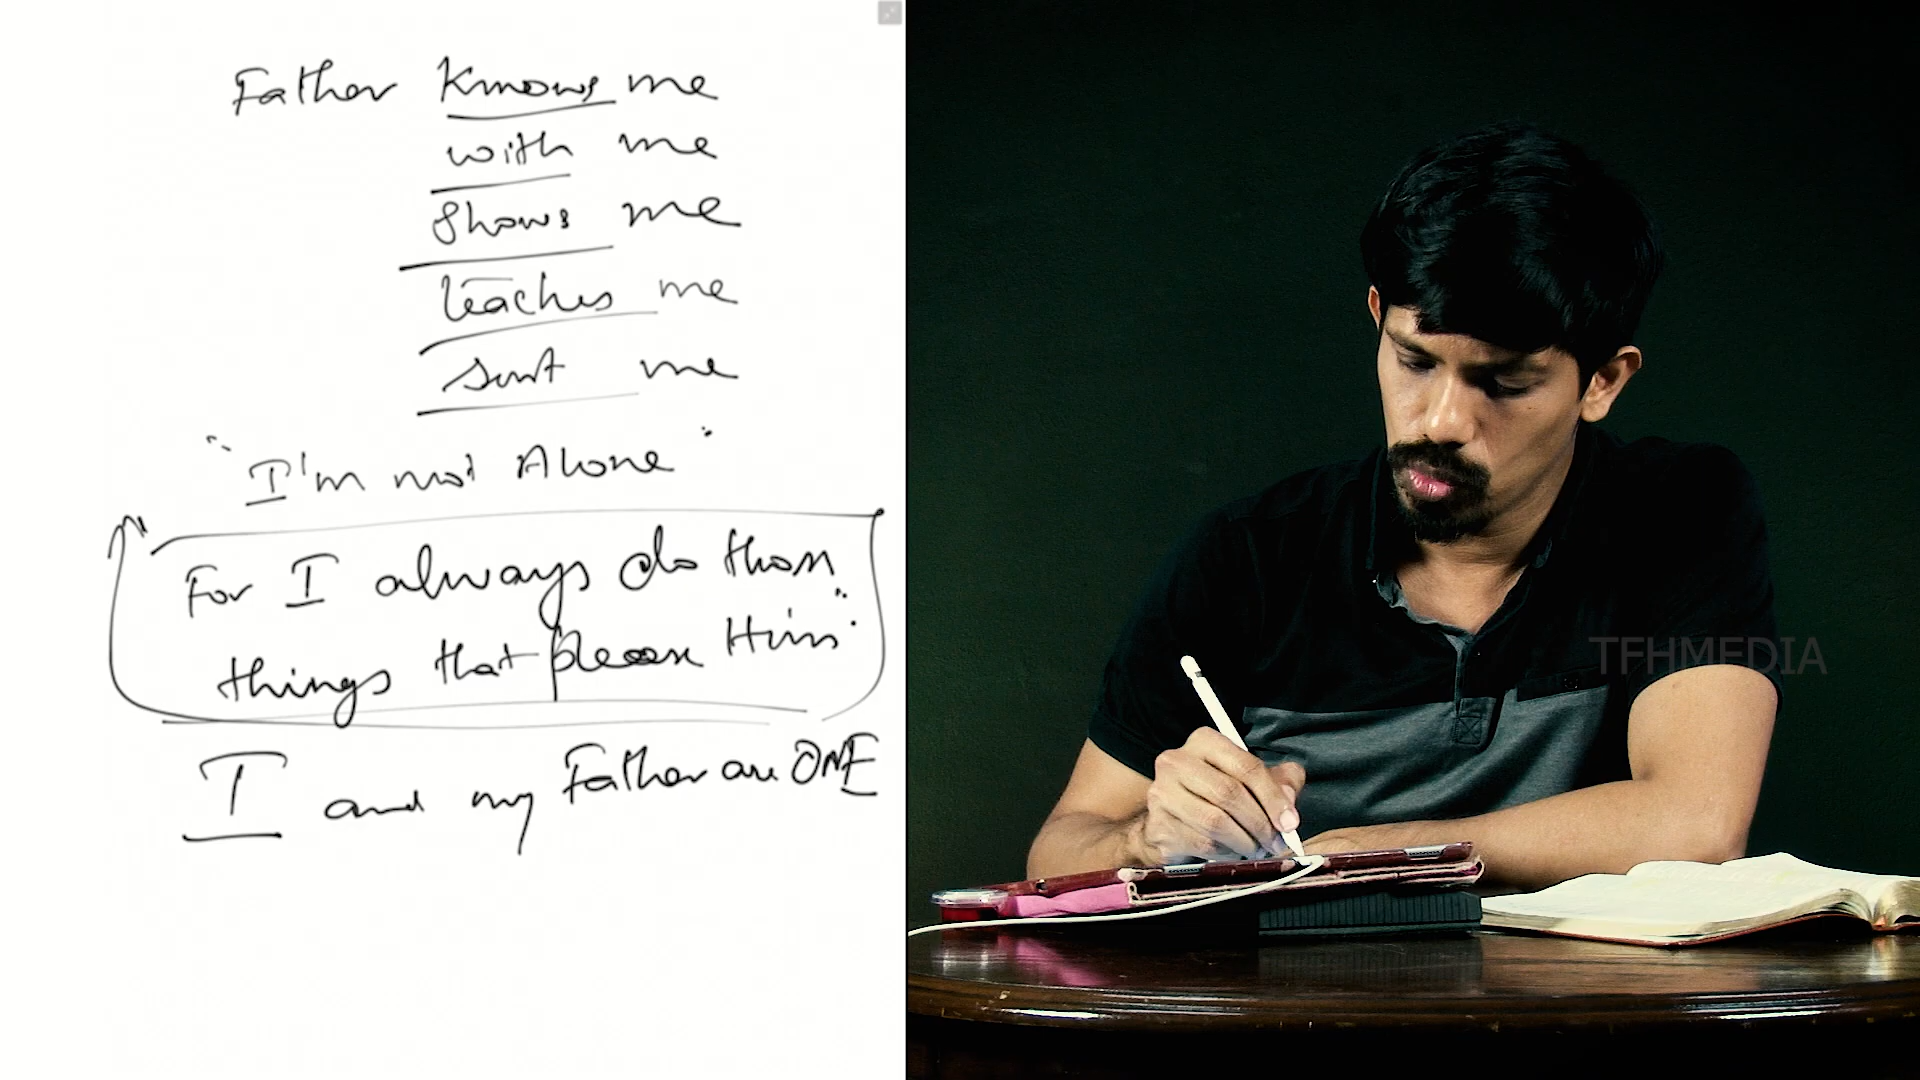 Father Knows me
with me
Shows me
teaches me
sent me
"I'm not Alone"
"For I always do those
things that please Him"
I and my Father are ONE
TFHMEDIA